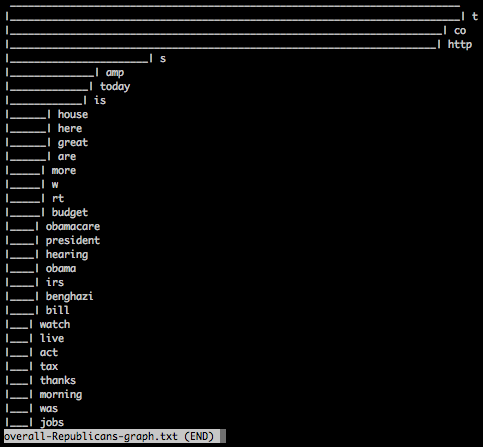 t
co
http
s
amp
today
is
house
here
great
are
more
w
rt
budget
obamacare
president
hearing
obama
irs
benghazi
bill
watch
live
act
tax
thanks
morning
was
jobs
overall-Republicans-graph.txt (END)